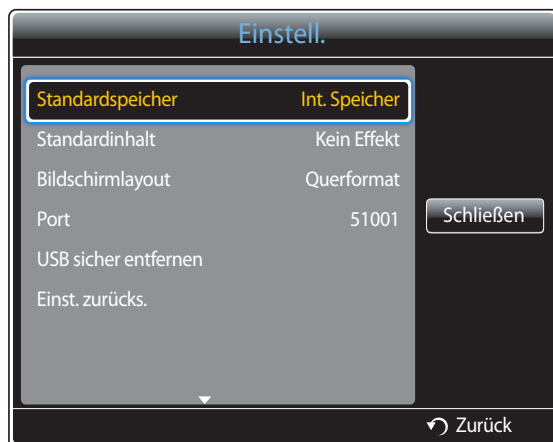 Einstell.
Standardspeicher Int. Speicher
Standardinhalt Kein Effekt
Bildschirmlayout Querformat
Port 51001
Schließen
USB sicher entfernen
Einst. zurücks.
Zurück